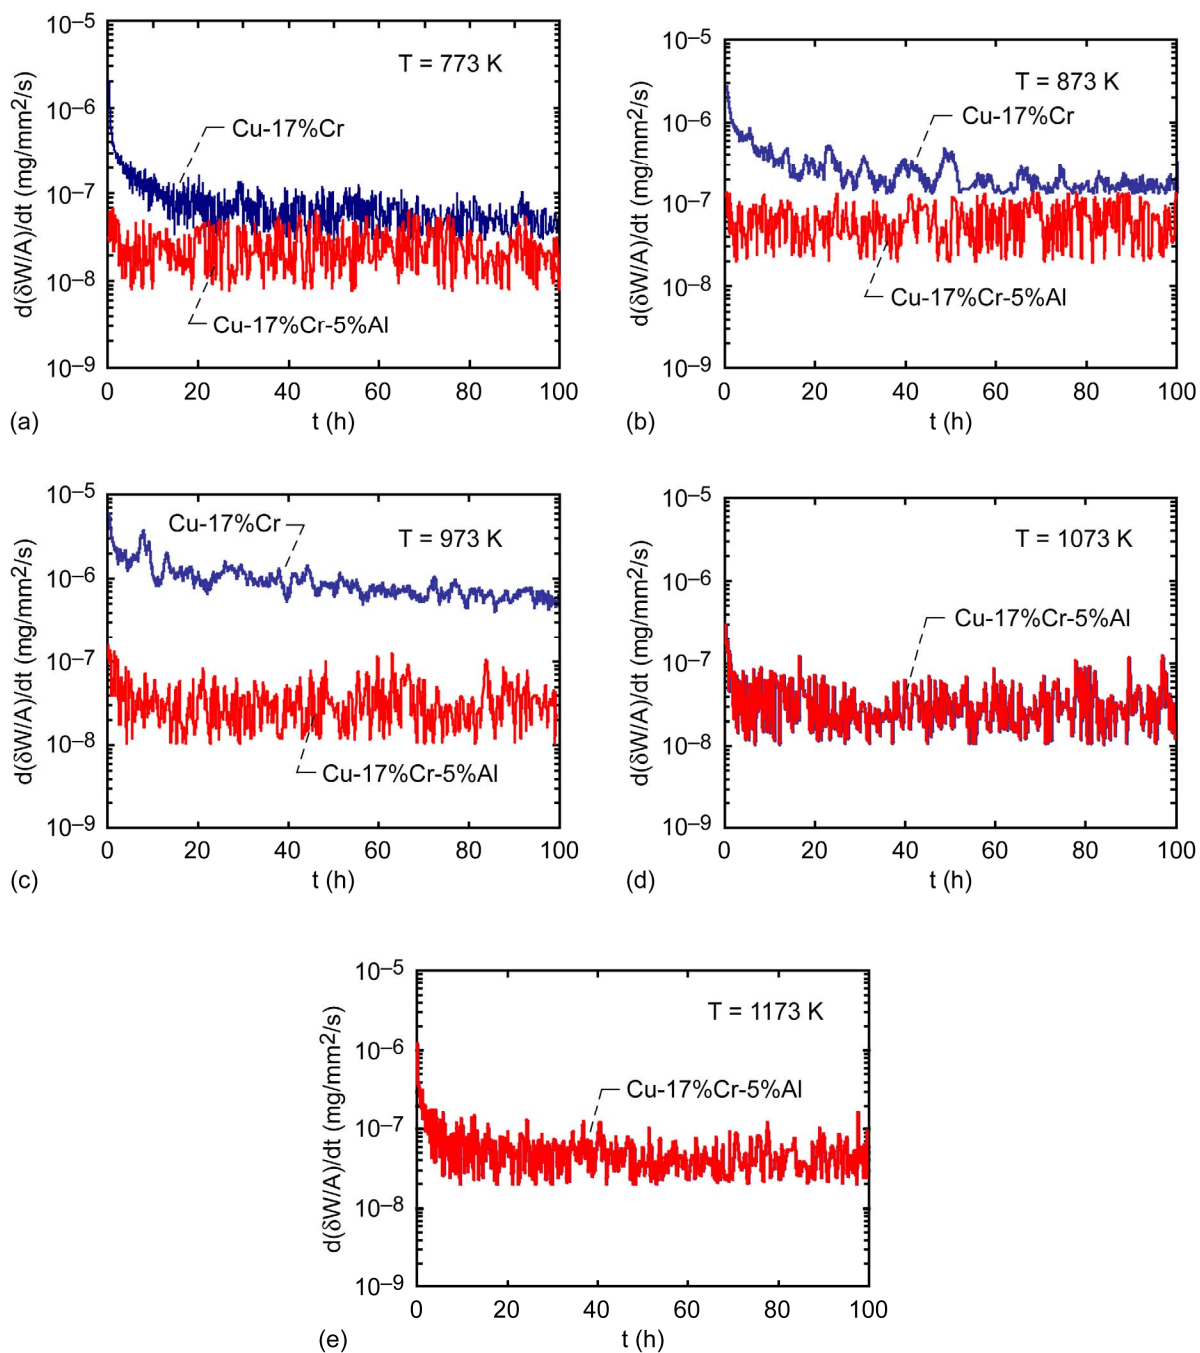 10–5
10–6
10–7
10–8
10–9
d(δW/A)/dt (mg/mm2/s)
T = 773 K
Cu-17%Cr
Cu-17%Cr-5%Al
0 20 40 60 80 100
(a)
t (h)
10–5
10–6
10–7
10–8
10–9
d(δW/A)/dt (mg/mm2/s)
T = 873 K
Cu-17%Cr
Cu-17%Cr-5%Al
0 20 40 60 80 100
(b)
t (h)
10–5
10–6
10–7
10–8
10–9
d(δW/A)/dt (mg/mm2/s)
Cu-17%Cr
T = 973 K
Cu-17%Cr-5%Al
0 20 40 60 80 100
(c)
t (h)
10–5
10–6
10–7
10–8
10–9
d(δW/A)/dt (mg/mm2/s)
T = 1073 K
Cu-17%Cr-5%Al
0 20 40 60 80 100
(d)
t (h)
10–5
10–6
10–7
10–8
10–9
d(δW/A)/dt (mg/mm2/s)
T = 1173 K
Cu-17%Cr-5%Al
0 20 40 60 80 100
(e)
t (h)